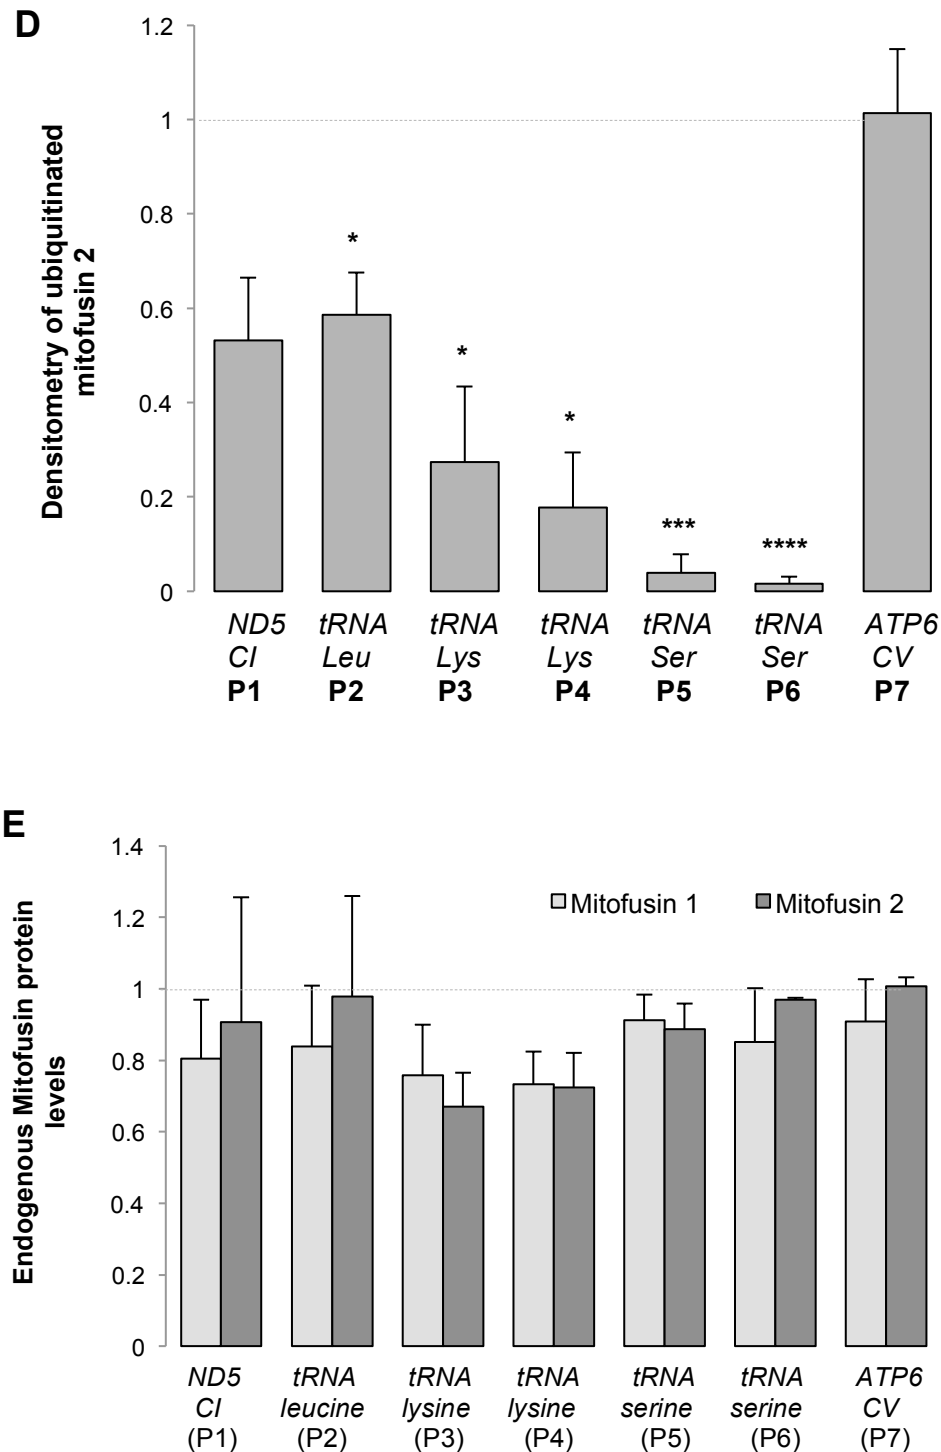 D
Densitometry of ubiquitinated
mitofusin 2
1.2
1
0.8
0.6
0.4
0.2
0
*
*
*
***
****
ND5 tRNA tRNA tRNA tRNA tRNA ATP6
CI Leu Lys Lys Ser Ser CV
P1 P2 P3 P4 P5 P6 P7
E
Endogenous Mitofusin protein
levels
1.4
1.2
1
0.8
0.6
0.4
0.2
0
Mitofusin 1 Mitofusin 2
ND5 tRNA tRNA tRNA tRNA tRNA ATP6
CI leucine lysine lysine serine serine CV
(P1) (P2) (P3) (P4) (P5) (P6) (P7)